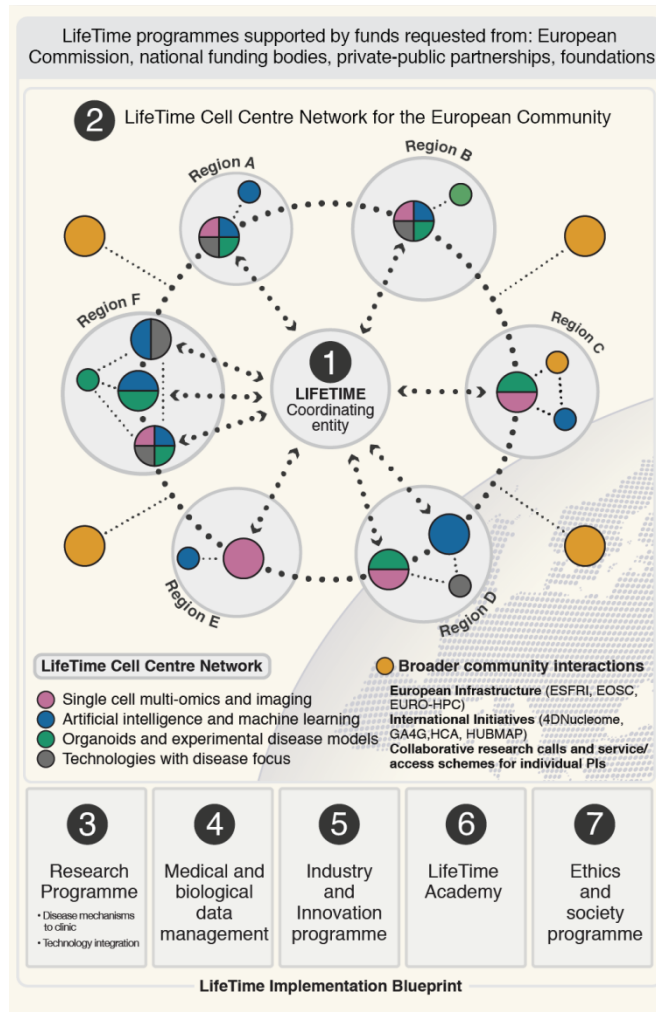 LifeTime programmes supported by funds requested from: European
Commission, national funding bodies, private-public partnerships, foundations
2 LifeTime Cell Centre Network for the European Community
Region A
Region B
Region F
Region C
1
LIFETIME
Coordinating
entity
Region E
Region D
LifeTime Cell Centre Network
Single cell multi-omics and imaging
Artificial intelligence and machine learning
Organoids and experimental disease models
Technologies with disease focus
Broader community interactions
European Infrastructure (ESFRI, EOSC,
EURO-HPC)
International Initiatives (4DNucleome,
GA4G,HCA, HUBMAP)
Collaborative research calls and service/
access schemes for individual PIs
3
Research
Programme
• Disease mechanisms
to clinic
• Technology integration
4
Medical and
biological
data
management
5
Industry
and
Innovation
programme
6
LifeTime
Academy
7
Ethics
and
society
programme
LifeTime Implementation Blueprint